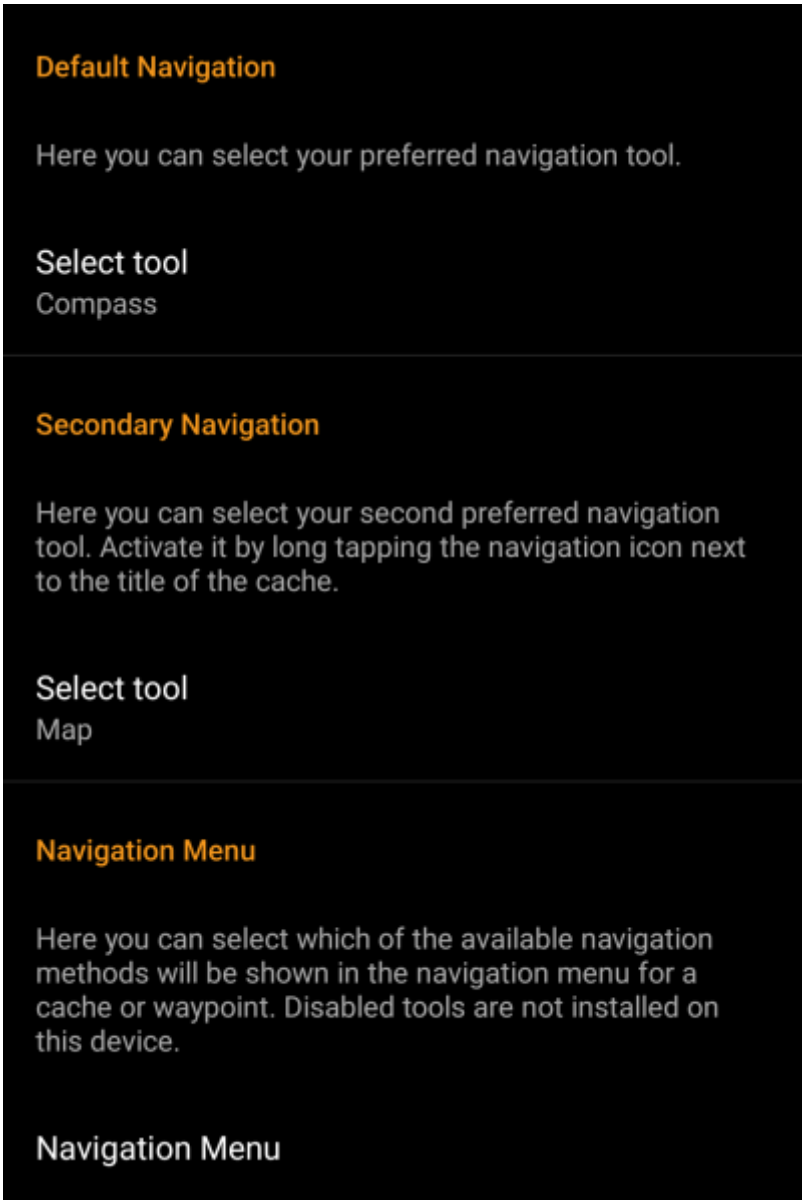 Default Navigation
Here you can select your preferred navigation tool.
Select tool
Compass
Secondary Navigation
Here you can select your second preferred navigation
tool. Activate it by long tapping the navigation icon next
to the title of the cache.
Select tool
Map
Navigation Menu
Here you can select which of the available navigation
methods will be shown in the navigation menu for a
cache or waypoint. Disabled tools are not installed on
this device.
Navigation Menu